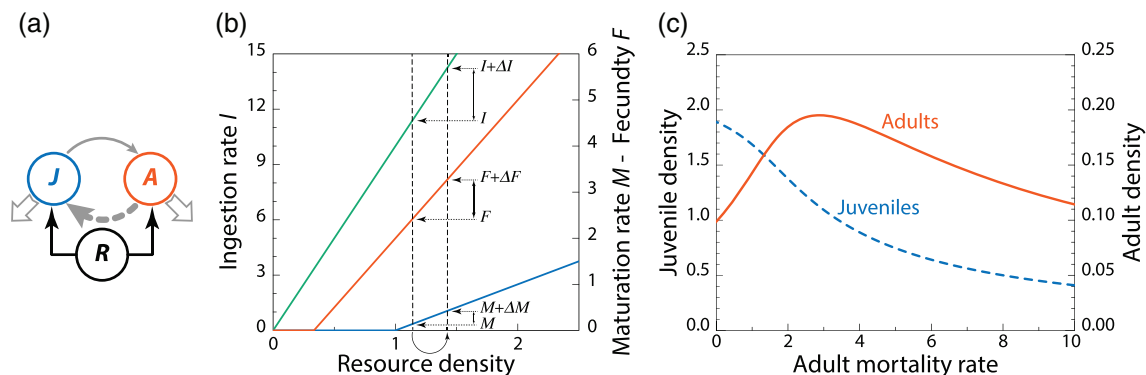 (a)
J
A
R
(b)
Ingestion rate I
15
12
9
6
3
0
0
1
2
Resource density
6
5
4
3
2
1
0
Maturation rate M - Fecundty F
I+ΔI
I
F+ΔF
F
M+ΔM
M
(c)
Juvenile density
2.5
2.0
1.5
1.0
0.5
0.0
0
2
4
6
8
10
Adult mortality rate
0.25
0.20
0.15
0.10
0.05
0.00
Adult density
Adults
Juveniles